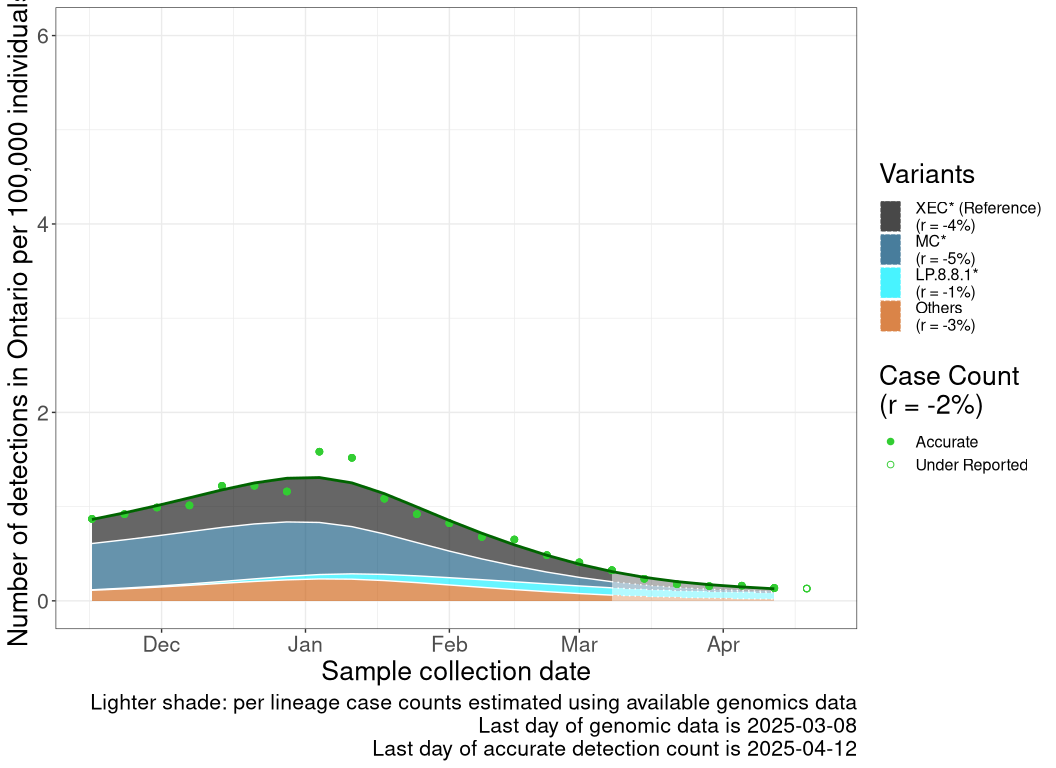 Number of detections in Ontario per 100,000 individuals
6
4
2
0
Dec
Jan
Feb
Mar
Apr
Sample collection date
Lighter shade: per lineage case counts estimated using available genomics data
Last day of genomic data is 2025-03-08
Last day of accurate detection count is 2025-04-12
Variants
XEC* (Reference)
(r = -4%)
MC*
(r = -5%)
LP.8.8.1*
(r = -1%)
Others
(r = -3%)
Case Count
(r = -2%)
Accurate
Under Reported